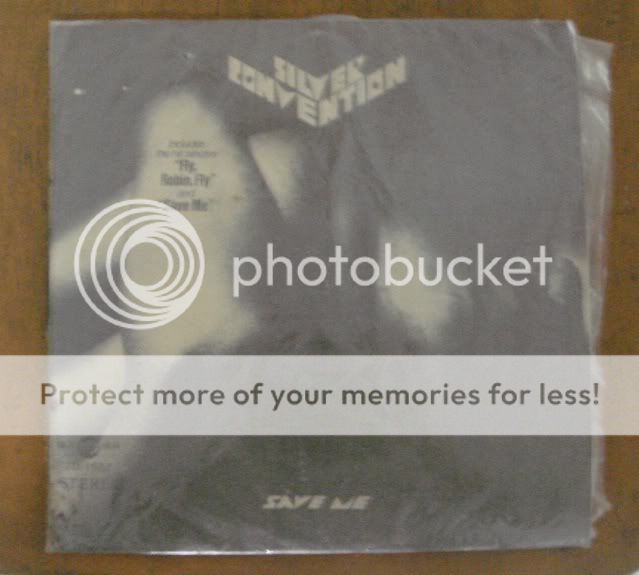 SILVER
CONVENTION
includes
the hit singles
"Fly,
Robin, Fly"
and
"Save Me"
photobucket
Protect more of your memories for less!
STEREO
SAVE ME